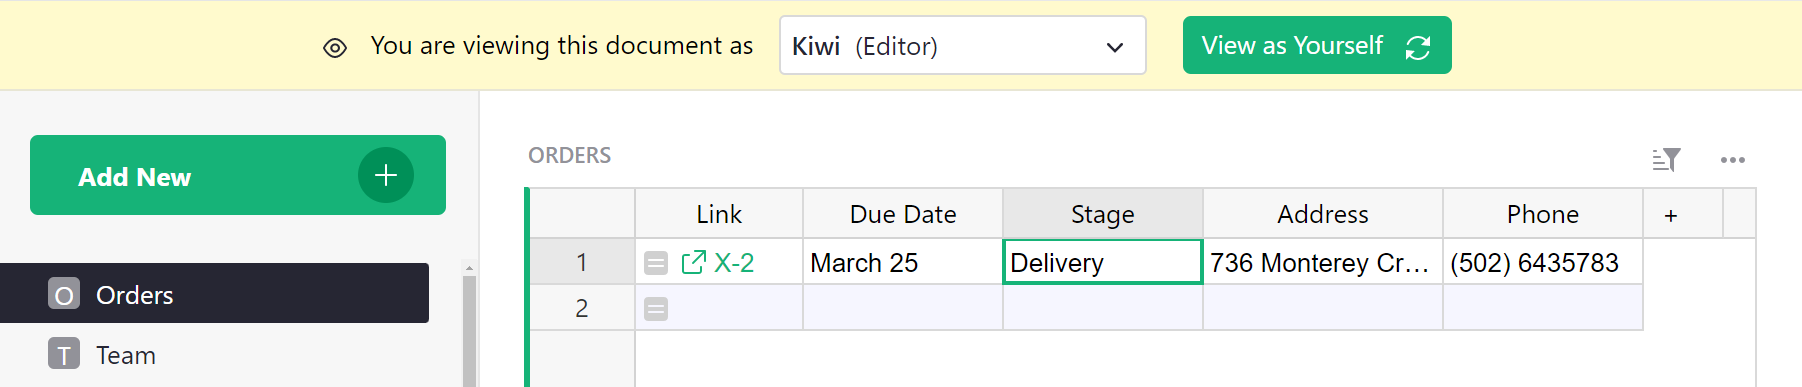 You are viewing this document as Kiwi (Editor) View as Yourself
Add New +
O Orders
T Team
ORDERS
Link Due Date Stage Address Phone +
1 X-2 March 25 Delivery 736 Monterey Cr… (502) 6435783
2